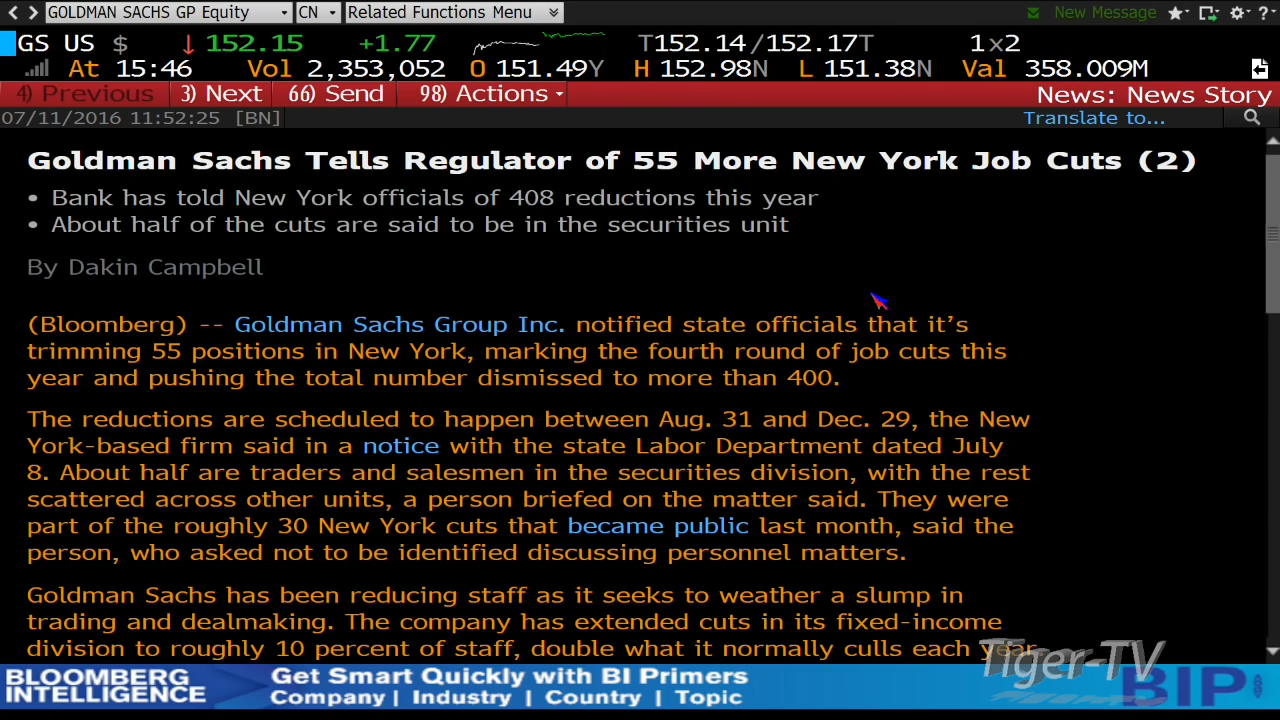 GOLDMAN SACHS GP Equity CN Related Functions Menu New Message ?
GS US $ ↓ 152.15 +1.77 T152.14/152.17T 1x2
At 15:46 Vol 2,353,052 O 151.49Y H 152.98N L 151.38N Val 358.009M
4) Previous 3) Next 66) Send 98) Actions News: News Story
07/11/2016 11:52:25 [BN] Translate to...
Goldman Sachs Tells Regulator of 55 More New York Job Cuts (2)
• Bank has told New York officials of 408 reductions this year
• About half of the cuts are said to be in the securities unit
By Dakin Campbell
(Bloomberg) -- Goldman Sachs Group Inc. notified state officials that it's
trimming 55 positions in New York, marking the fourth round of job cuts this
year and pushing the total number dismissed to more than 400.
The reductions are scheduled to happen between Aug. 31 and Dec. 29, the New
York-based firm said in a notice with the state Labor Department dated July
8. About half are traders and salesmen in the securities division, with the rest
scattered across other units, a person briefed on the matter said. They were
part of the roughly 30 New York cuts that became public last month, said the
person, who asked not to be identified discussing personnel matters.
Goldman Sachs has been reducing staff as it seeks to weather a slump in
trading and dealmaking. The company has extended cuts in its fixed-income
division to roughly 10 percent of staff, double what it normally culls each year
Tiger-TV
BLOOMBERG INTELLIGENCE Get Smart Quickly with BI Primers
Company | Industry | Country | Topic
BIP